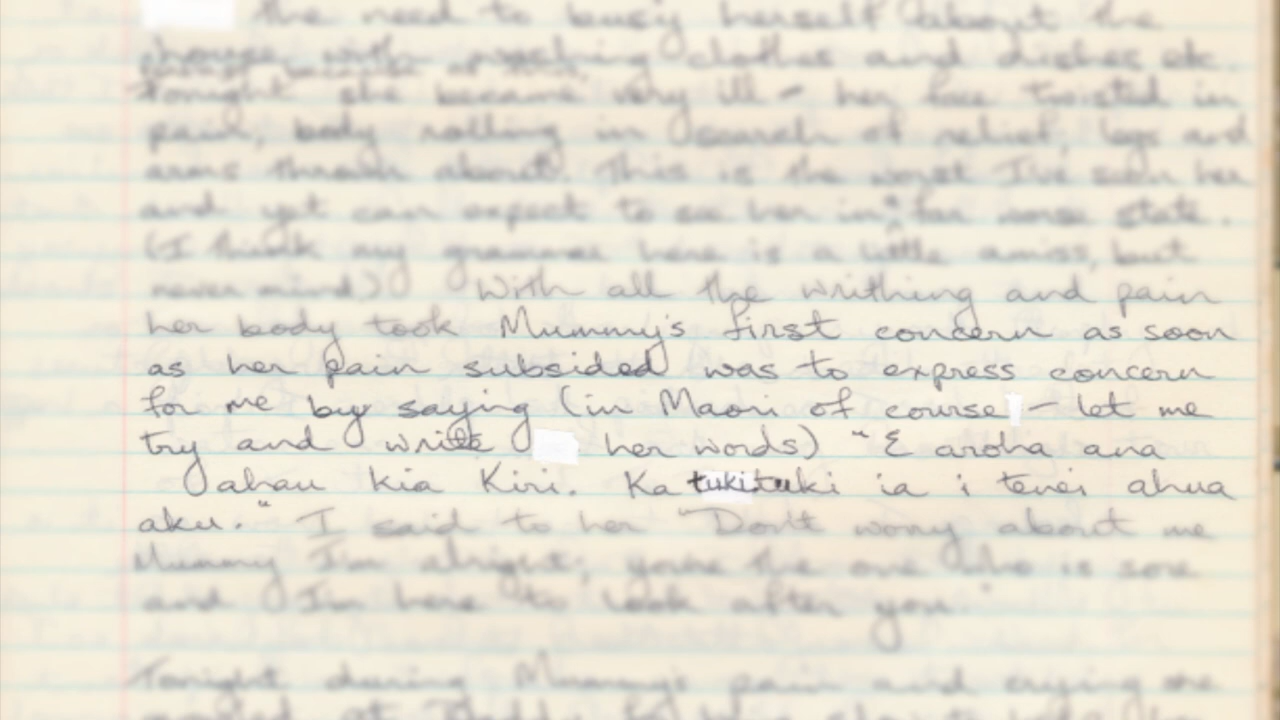 the need to busy herself about the
house with washing clothes and dishes etc.
Tonight she became very ill - her face twisted in
pain, body rolling in search of relief, legs and
arms thrown about. This is the worst I've seen her
and yet can expect to see her in a far worse state.
(I think my grammar here is a little amiss, but
never mind) With all the writhing and pain
her body took Mummy's first concern as soon
as her pain subsided was to express concern
for me by saying (in Maori of course - let me
try and write her words) "E aroha ana
ahau kia Kiri. Ka tukituki ia i tenei ahua
aku." I said to her "Don't worry about me
Mummy I'm alright, you're the one who is sore
and I'm here to look after you."
Tonight during Mummy's pain and crying she
at Daddy to